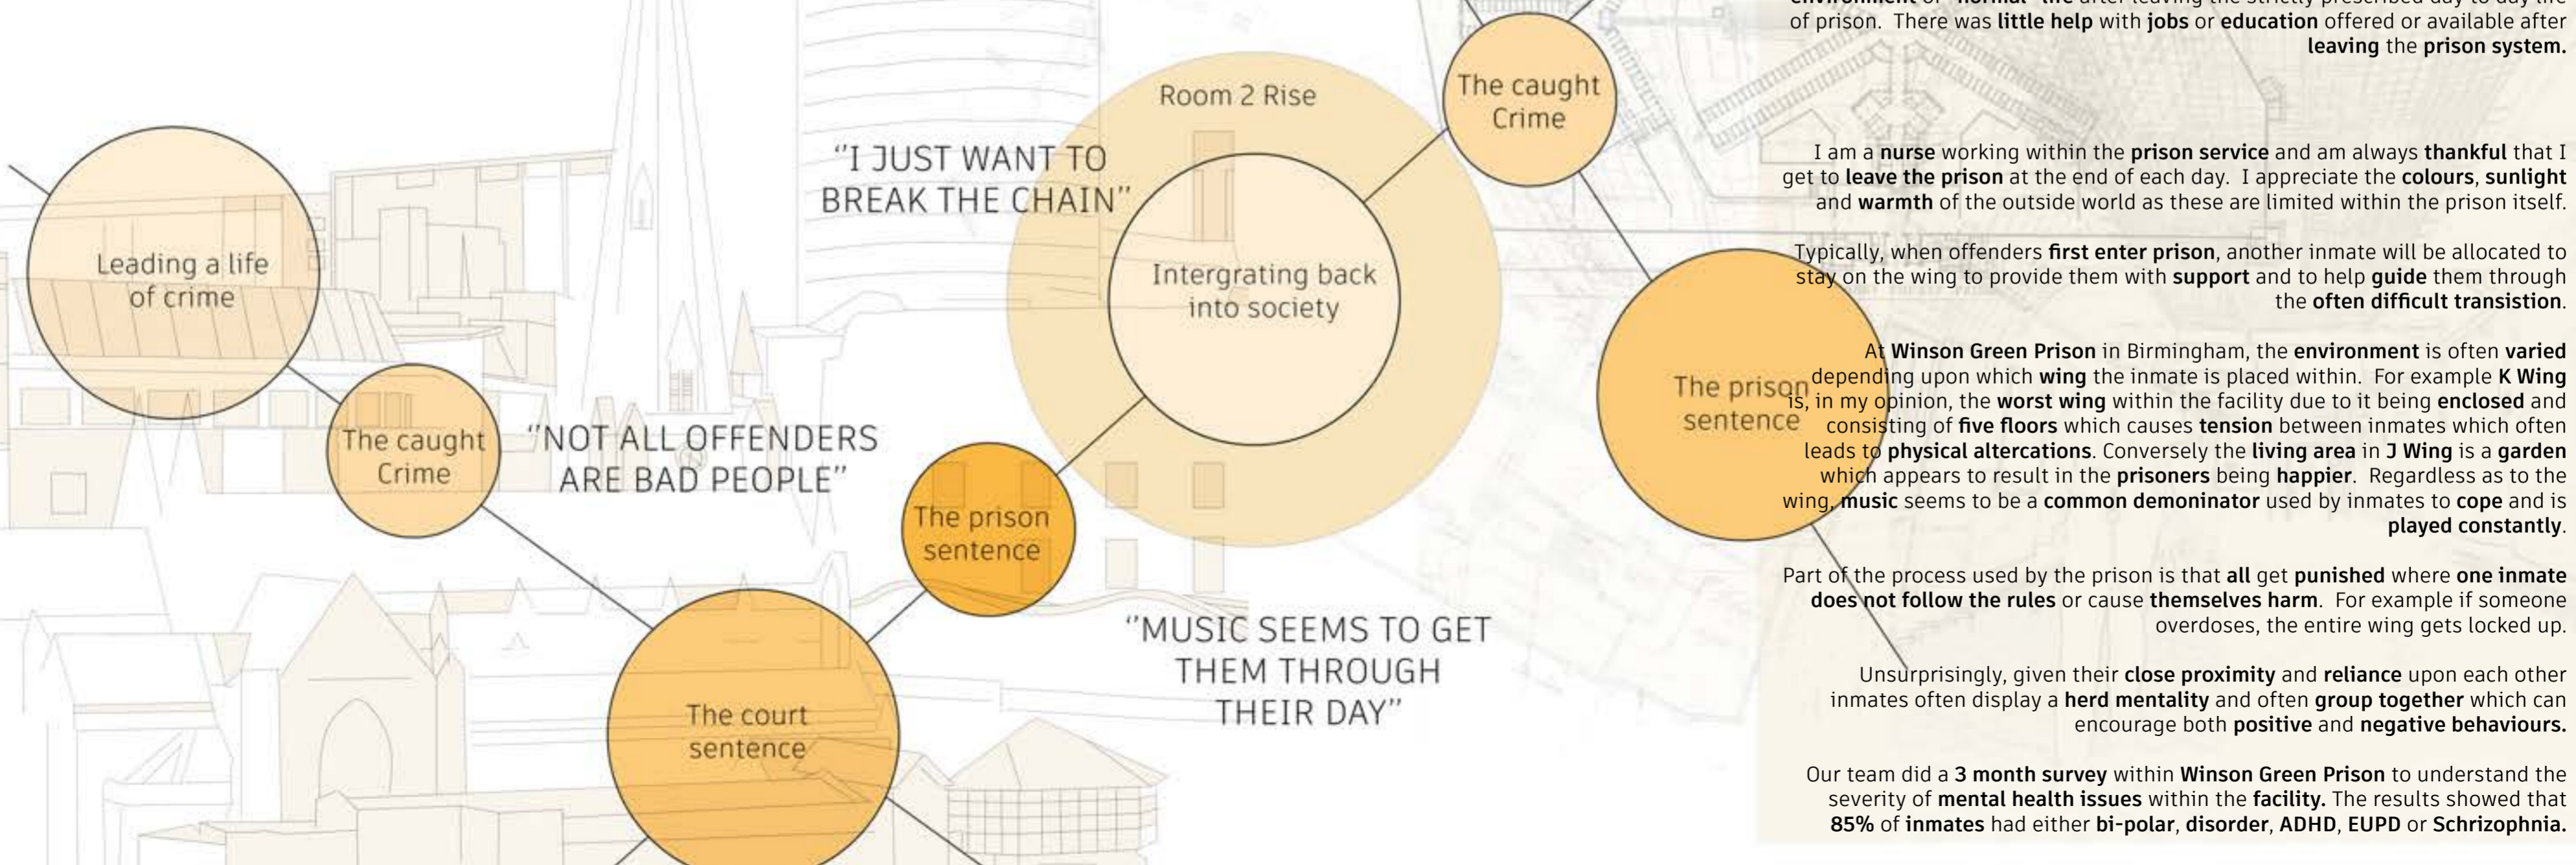 Leading a life
of crime
The caught
Crime
"NOT ALL OFFENDERS
ARE BAD PEOPLE"
The court
sentence
The prison
sentence
"I JUST WANT TO
BREAK THE CHAIN"
Room 2 Rise
Intergrating back
into society
"MUSIC SEEMS TO GET
THEM THROUGH
THEIR DAY"
The caught
Crime
The prison
sentence
of prison. There was little help with jobs or education offered or available after
leaving the prison system.
I am a nurse working within the prison service and am always thankful that I
get to leave the prison at the end of each day. I appreciate the colours, sunlight
and warmth of the outside world as these are limited within the prison itself.
Typically, when offenders first enter prison, another inmate will be allocated to
stay on the wing to provide them with support and to help guide them through
the often difficult transistion.
At Winson Green Prison in Birmingham, the environment is often varied
depending upon which wing the inmate is placed within. For example K Wing
is, in my opinion, the worst wing within the facility due to it being enclosed and
consisting of five floors which causes tension between inmates which often
leads to physical altercations. Conversely the living area in J Wing is a garden
which appears to result in the prisoners being happier. Regardless as to the
wing, music seems to be a common demoninator used by inmates to cope and is
played constantly.
Part of the process used by the prison is that all get punished where one inmate
does not follow the rules or cause themselves harm. For example if someone
overdoses, the entire wing gets locked up.
Unsurprisingly, given their close proximity and reliance upon each other
inmates often display a herd mentality and often group together which can
encourage both positive and negative behaviours.
Our team did a 3 month survey within Winson Green Prison to understand the
severity of mental health issues within the facility. The results showed that
85% of inmates had either bi-polar, disorder, ADHD, EUPD or Schrizophnia.